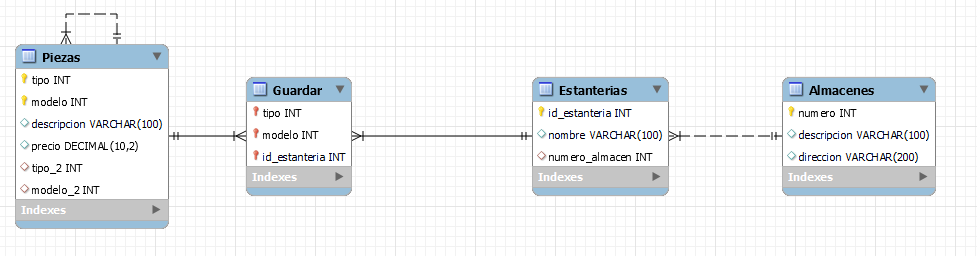 Piezas
tipo INT
modelo INT
descripcion VARCHAR(100)
precio DECIMAL(10,2)
tipo_2 INT
modelo_2 INT
Indexes
Guardar
tipo INT
modelo INT
id_estanteria INT
Indexes
Estanterias
id_estanteria INT
nombre VARCHAR(100)
numero_almacen INT
Indexes
Almacenes
numero INT
descripcion VARCHAR(100)
direccion VARCHAR(200)
Indexes